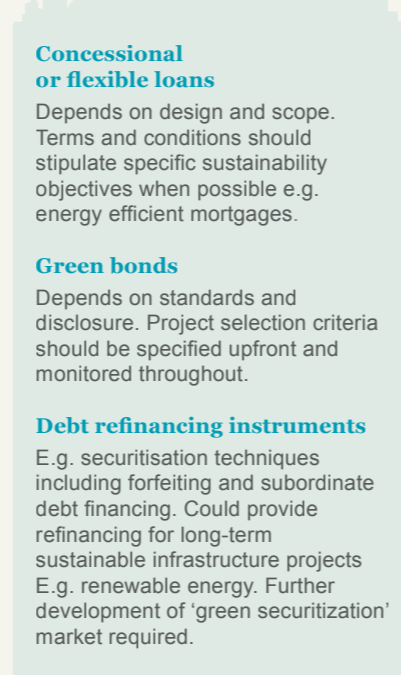 Concessional
or flexible loans
Depends on design and scope.
Terms and conditions should
stipulate specific sustainability
objectives when possible e.g.
energy efficient mortgages.
Green bonds
Depends on standards and
disclosure. Project selection criteria
should be specified upfront and
monitored throughout.
Debt refinancing instruments
E.g. securitisation techniques
including forfeiting and subordinate
debt financing. Could provide
refinancing for long-term
sustainable infrastructure projects
E.g. renewable energy. Further
development of ‘green securitization’
market required.